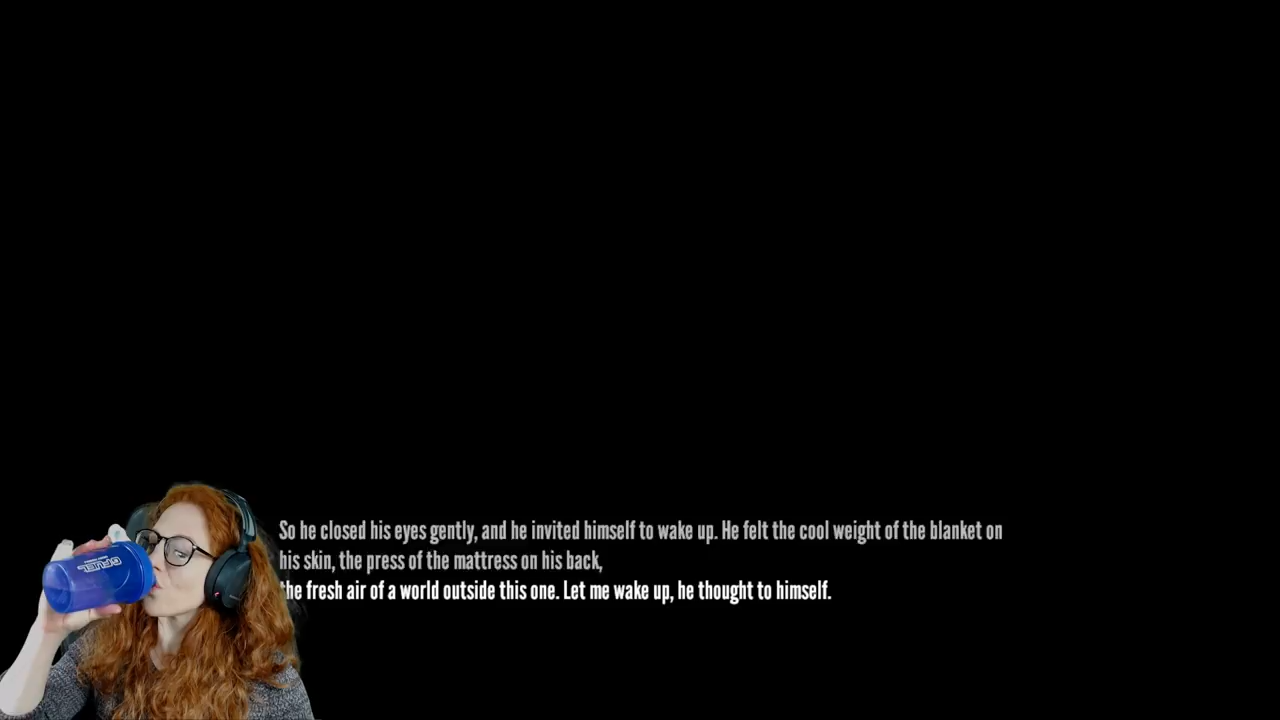 So he closed his eyes gently, and he invited himself to wake up. He felt the cool weight of the blanket on
his skin, the press of the mattress on his back,
the fresh air of a world outside this one. Let me wake up, he thought to himself.
GFUEL